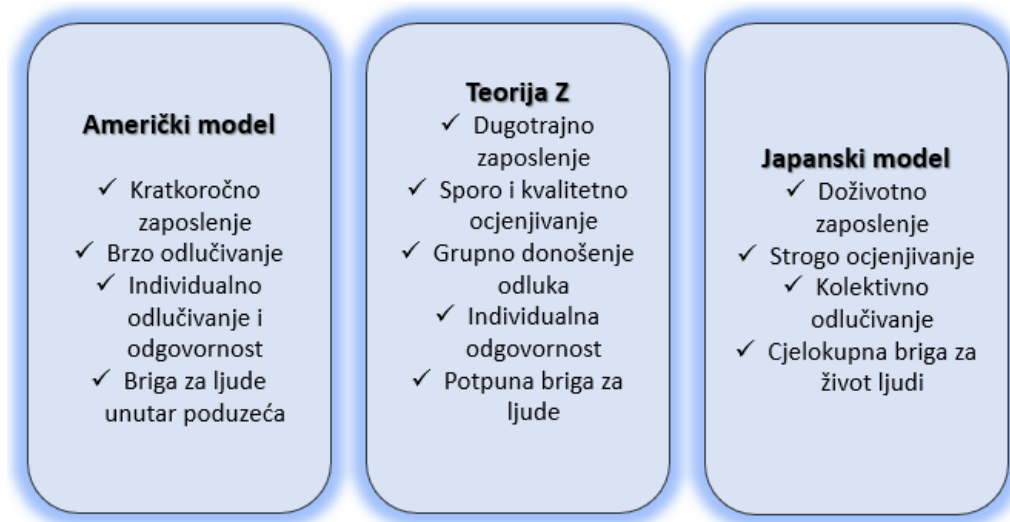 Američki model
✓ Kratkoročno
zaposlenje
✓ Brzo odlučivanje
✓ Individualno
odlučivanje i
odgovornost
✓ Briga za ljude
unutar poduzeća
Teorija Z
✓ Dugotrajno
zaposlenje
✓ Sporo i kvalitetno
ocjenjivanje
✓ Grupno donošenje
odluka
✓ Individualna
odgovornost
✓ Potpuna briga za
ljude
Japanski model
✓ Doživotno
zaposlenje
✓ Strogo ocjenjivanje
✓ Kolektivno
odlučivanje
✓ Cjelokupna briga za
život ljudi